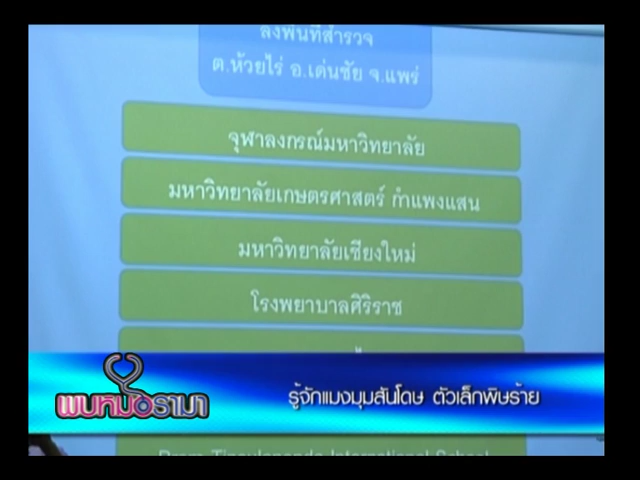 ลงพื้นที่สำรวจ
ต.ห้วยไร่ อ.เด่นชัย จ.แพร่
จุฬาลงกรณ์มหาวิทยาลัย
มหาวิทยาลัยเกษตรศาสตร์ กำแพงแสน
มหาวิทยาลัยเชียงใหม่
โรงพยาบาลศิริราช
พบหมอรามา
รู้จักแมงมุมสันโดษ ตัวเล็กพิษร้าย
Prem Tinsulanonda International School